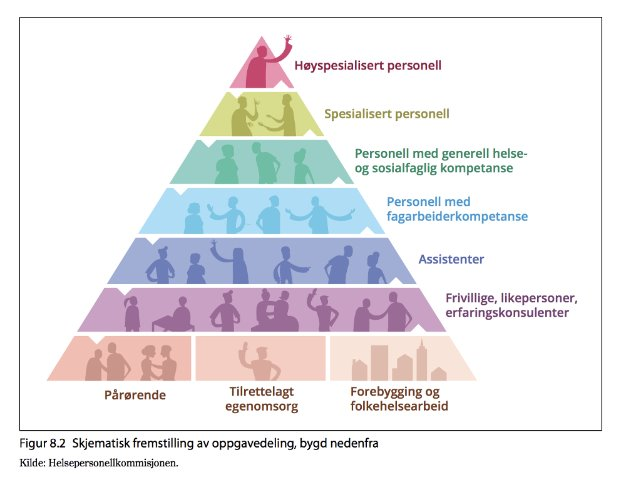 Høyspesialisert personell
Spesialisert personell
Personell med generell helse-
og sosialfaglig kompetanse
Personell med
fagarbeiderkompetanse
Assistenter
Frivillige, likepersoner,
erfaringskonsulenter
Pårørende
Tilrettelagt
egenomsorg
Forebygging og
folkehelsearbeid
Figur 8.2 Skjematisk fremstilling av oppgavedeling, bygd nedenfra
Kilde: Helsepersonellkommisjonen.